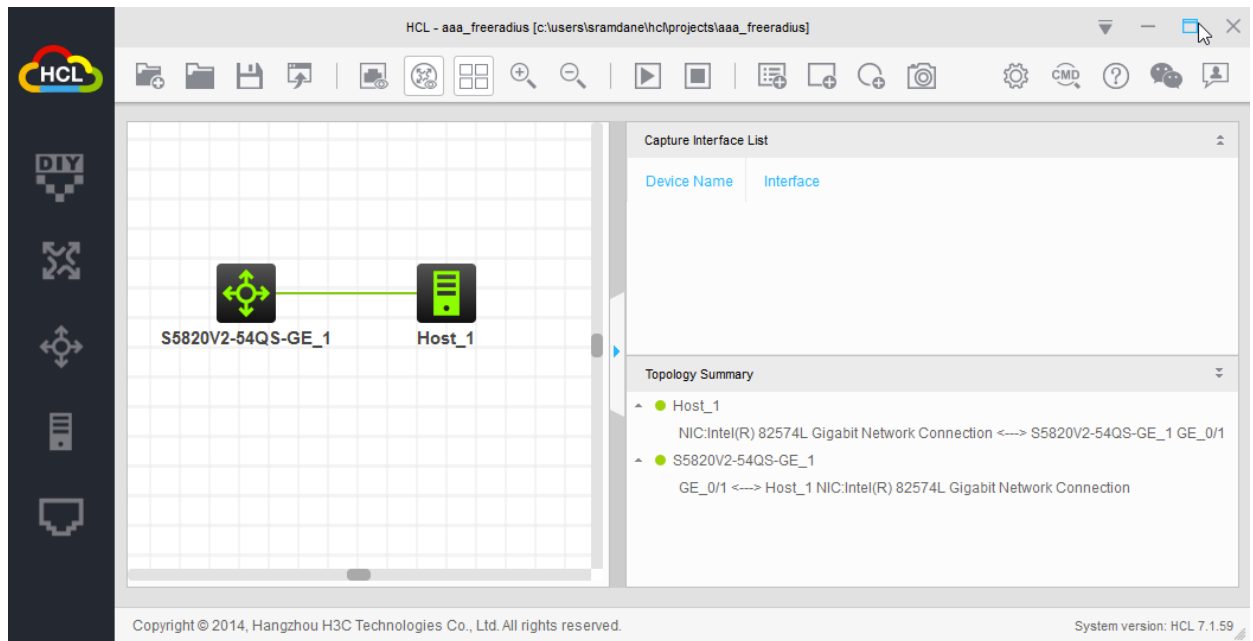 HCL - aaa_freeradius [c:\users\sramdane\hcl\projects\aaa_freeradius]
HCL
CMD
DIY
Capture Interface List
Device Name Interface
S5820V2-54QS-GE_1 Host_1
Topology Summary
Host_1
NIC:Intel(R) 82574L Gigabit Network Connection <---> S5820V2-54QS-GE_1 GE_0/1
S5820V2-54QS-GE_1
GE_0/1 <---> Host_1 NIC:Intel(R) 82574L Gigabit Network Connection
Copyright © 2014, Hangzhou H3C Technologies Co., Ltd. All rights reserved. System version: HCL 7.1.59